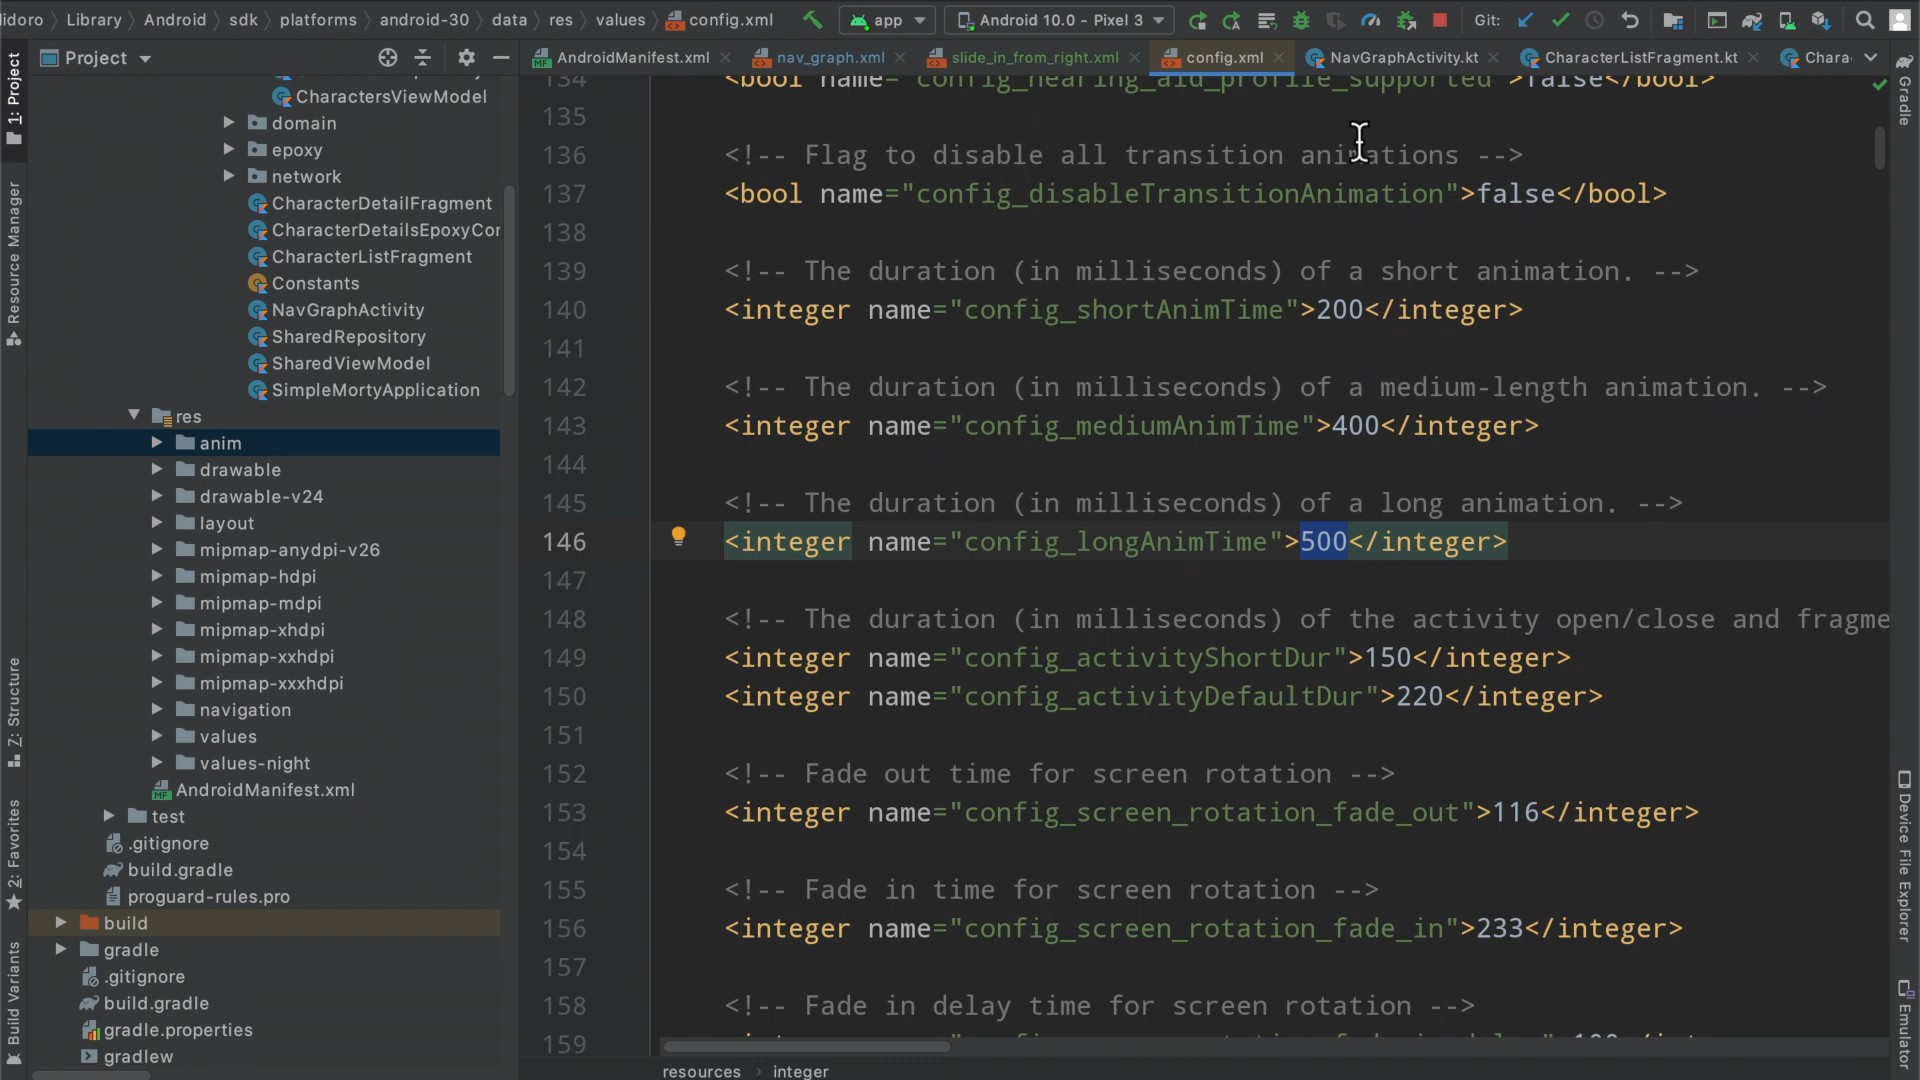 lidoro > Library > Android > sdk > platforms > android-30 > data > res > values > config.xml app Android 10.0 - Pixel 3 Git:
Project
AndroidManifest.xml nav_graph.xml slide_in_from_right.xml config.xml NavGraphActivity.kt CharacterListFragment.kt Chara
1: Project
Resource Manager
Z: Structure
2: Favorites
Build Variants
CharactersViewModel
domain
epoxy
network
CharacterDetailFragment
CharacterDetailsEpoxyCor
CharacterListFragment
Constants
NavGraphActivity
SharedRepository
SharedViewModel
SimpleMortyApplication
res
anim
drawable
drawable-v24
layout
mipmap-anydpi-v26
mipmap-hdpi
mipmap-mdpi
mipmap-xhdpi
mipmap-xxhdpi
mipmap-xxxhdpi
navigation
values
values-night
AndroidManifest.xml
test
.gitignore
build.gradle
proguard-rules.pro
build
gradle
.gitignore
build.gradle
gradle.properties
gradlew
134 <bool name="config_hearing_aid_profile_supported">false</bool>
135
136 <!-- Flag to disable all transition animations -->
137 <bool name="config_disableTransitionAnimation">false</bool>
138
139 <!-- The duration (in milliseconds) of a short animation. -->
140 <integer name="config_shortAnimTime">200</integer>
141
142 <!-- The duration (in milliseconds) of a medium-length animation. -->
143 <integer name="config_mediumAnimTime">400</integer>
144
145 <!-- The duration (in milliseconds) of a long animation. -->
146 <integer name="config_longAnimTime">500</integer>
147
148 <!-- The duration (in milliseconds) of the activity open/close and fragme
149 <integer name="config_activityShortDur">150</integer>
150 <integer name="config_activityDefaultDur">220</integer>
151
152 <!-- Fade out time for screen rotation -->
153 <integer name="config_screen_rotation_fade_out">116</integer>
154
155 <!-- Fade in time for screen rotation -->
156 <integer name="config_screen_rotation_fade_in">233</integer>
157
158 <!-- Fade in delay time for screen rotation -->
159
resources > integer
Gradle
Device File Explorer
Emulator